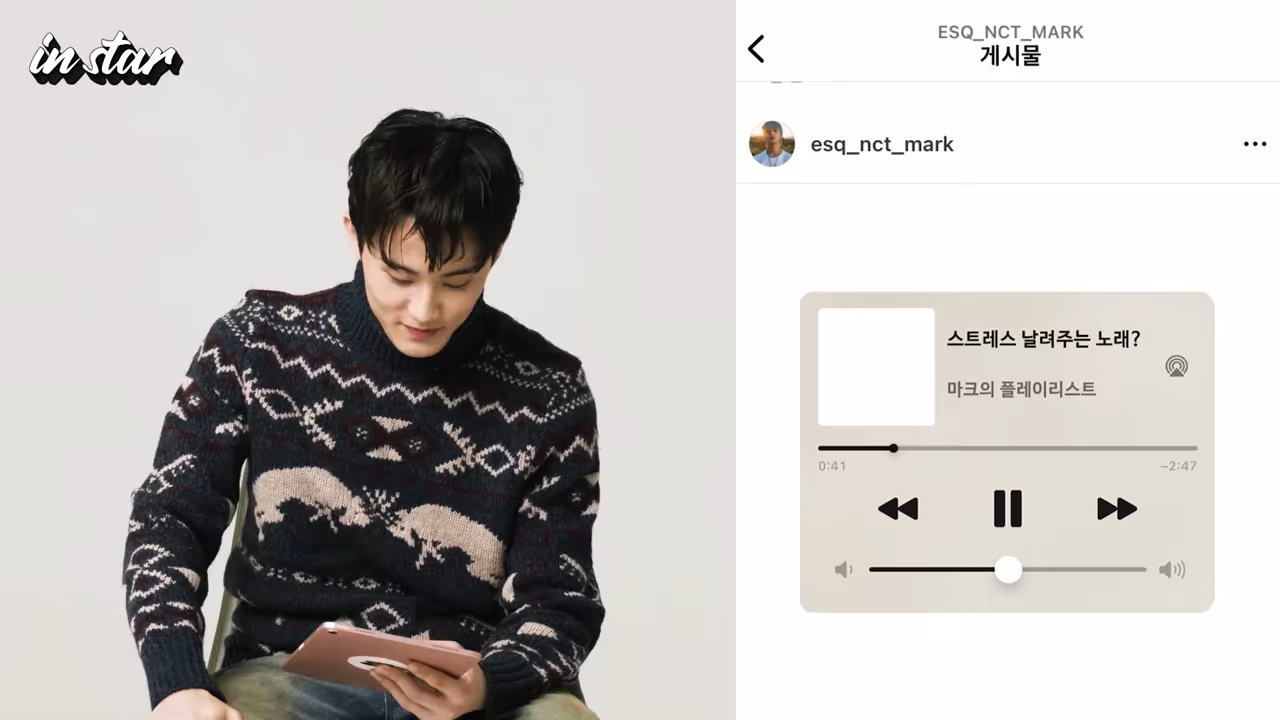 in star
ESQ_NCT_MARK
게시물
esq_nct_mark
스트레스 날려주는 노래?
마크의 플레이리스트
0:41
−2:47